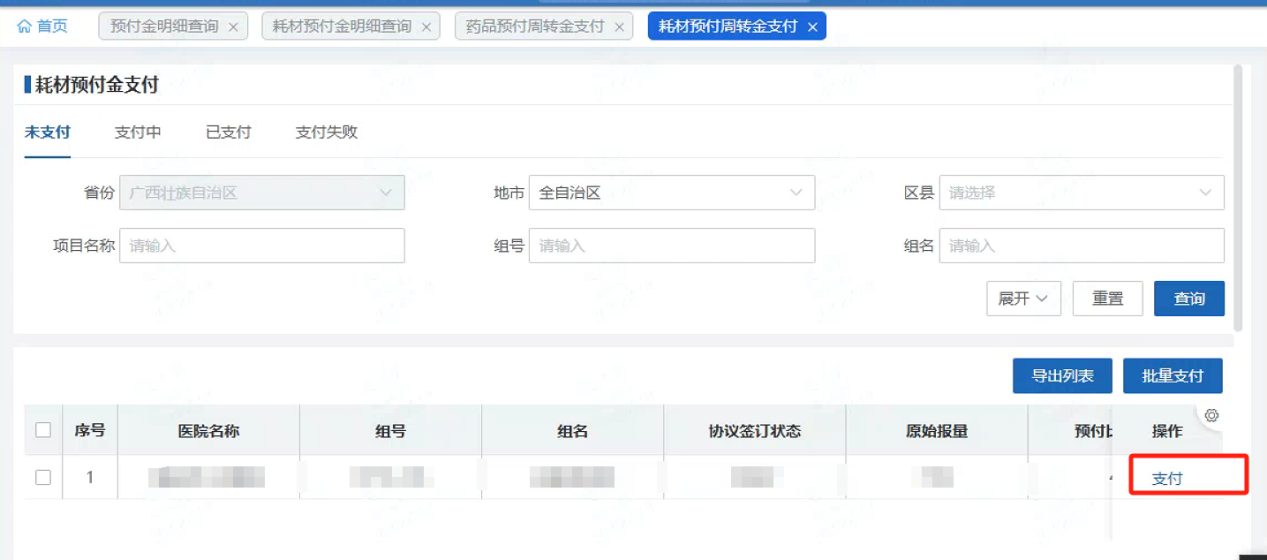 首页 预付金明细查询 耗材预付金明细查询 药品预付周转金支付 耗材预付周转金支付
耗材预付金支付
未支付 支付中 已支付 支付失败
省份 广西壮族自治区 地市 全自治区 区县 请选择
项目名称 请输入 组号 请输入 组名 请输入
展开 重置 查询
导出列表 批量支付
序号 医院名称 组号 组名 协议签订状态 原始报量 预付 操作
1 支付